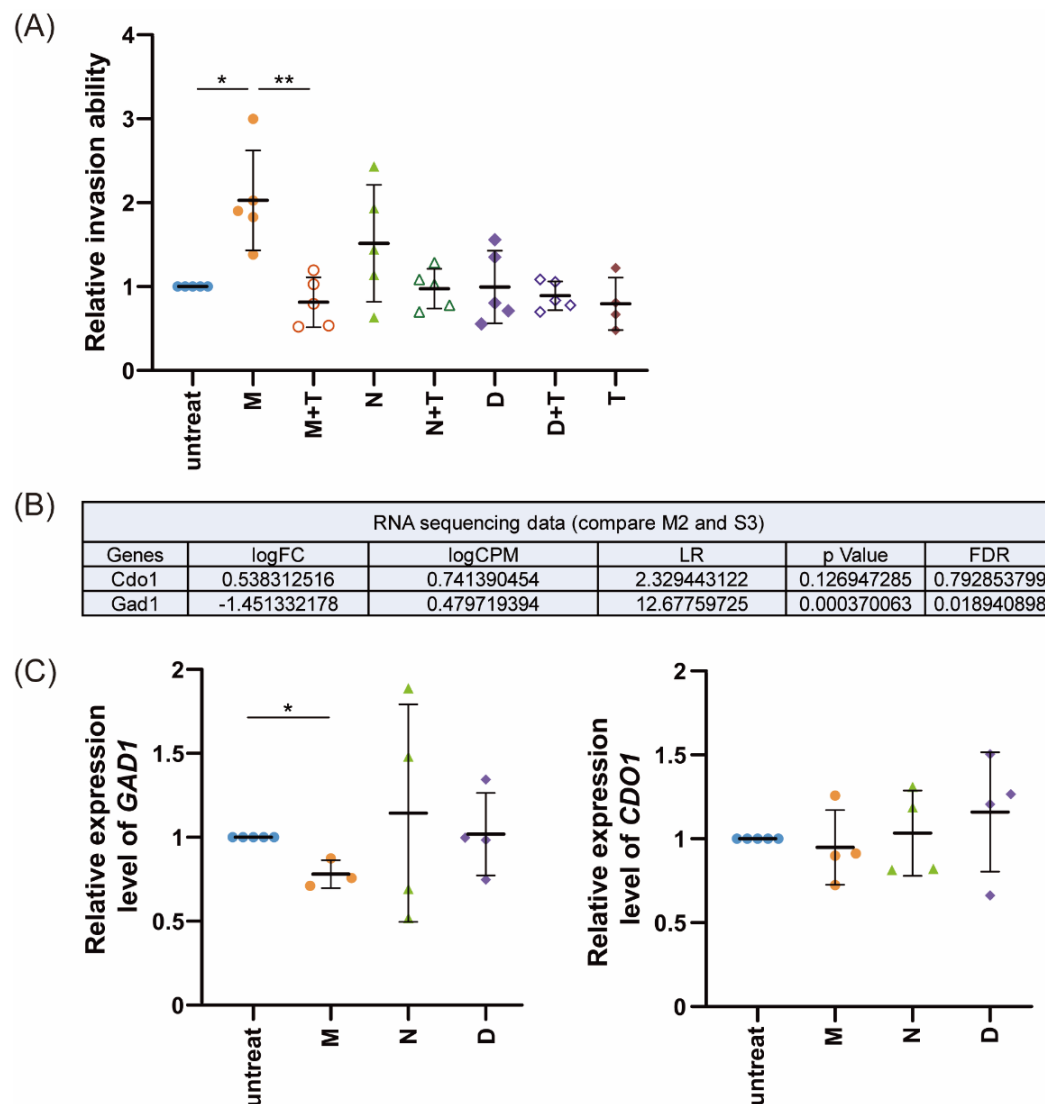 (A)
Relative invasion ability
4
3
2
1
0
* **
untreat M M+T N N+T D D+T T
(B)
RNA sequencing data (compare M2 and S3)
Genes logFC logCPM LR p Value FDR
Cdo1 0.538312516 0.741390454 2.329443122 0.126947285 0.792853799
Gad1 -1.451332178 0.479719394 12.67759725 0.000370063 0.018940898
(C)
Relative expression
level of GAD1
2
1.5
1
0.5
0
*
untreat M N D
Relative expression
level of CDO1
2
1.5
1
0.5
0
untreat M N D